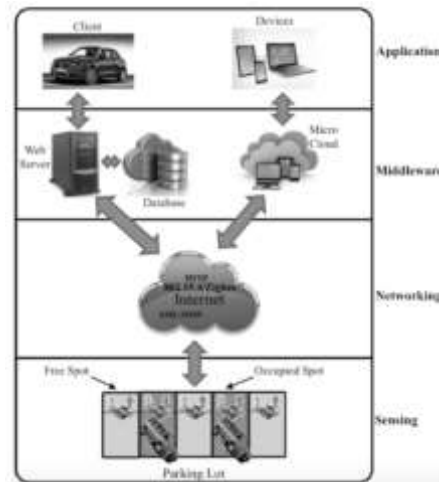 Client
Devices
Application
Web
Server
Micro
Cloud
Database
Middleware
Internet
Networking
Free Spot
Occupied Spot
Sensing
Parking Lot